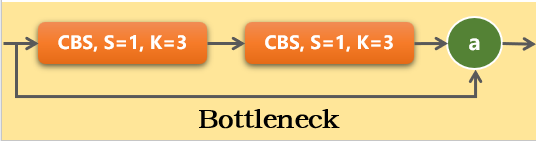 CBS, S=1, K=3 CBS, S=1, K=3 a
Bottleneck